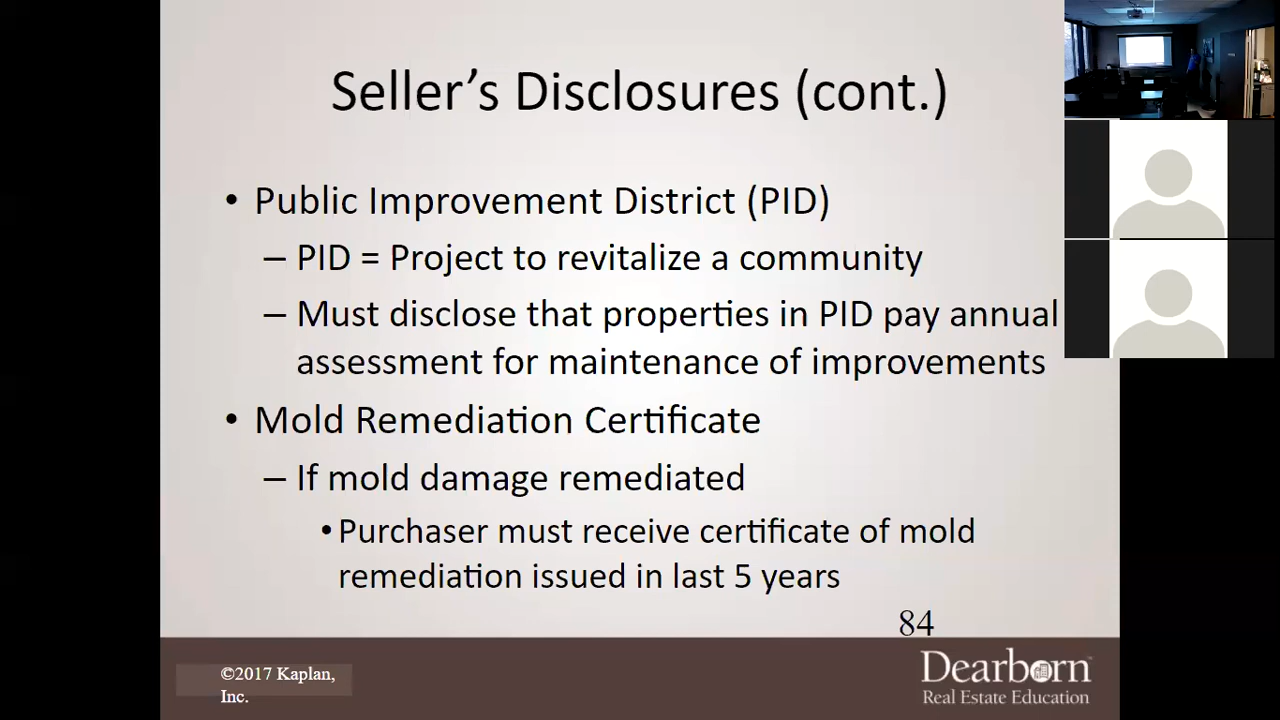 Seller's Disclosures (cont.)
• Public Improvement District (PID)
– PID = Project to revitalize a community
– Must disclose that properties in PID pay annual
assessment for maintenance of improvements
• Mold Remediation Certificate
– If mold damage remediated
• Purchaser must receive certificate of mold
remediation issued in last 5 years
84
©2017 Kaplan,
Inc.
Dearborn
Real Estate Education